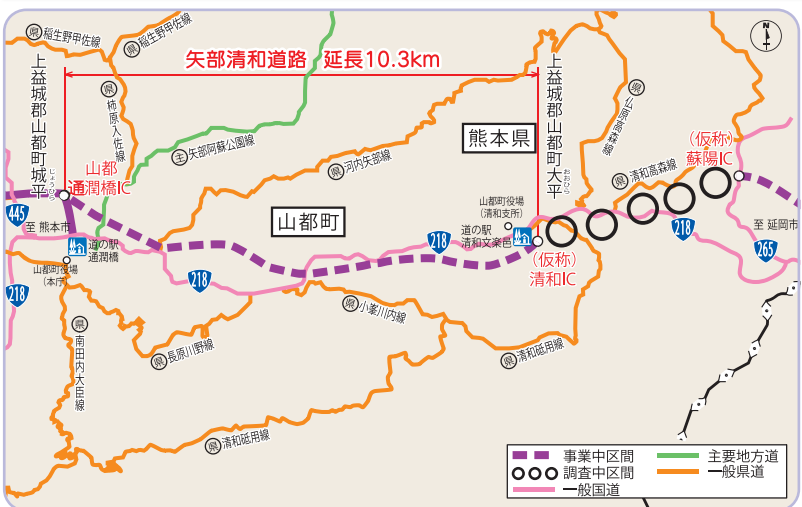 県 稲生野甲佐線
県 稲生野甲佐線
矢部清和道路 延長10.3km
N
上益城郡山都町城平
じょうひら
県 柿原入佐線
主 矢部阿蘇公園線
県 河内矢部線
熊本県
上益城郡山都町大平
おおひら
県 仏原高森線
(仮称)
蘇陽IC
県 清和高森線
山都
通潤橋IC
山都町
445
至 熊本市
道の駅
通潤橋
山都町役場
(本庁)
218
218
218
山都町役場
(清和支所)
道の駅
清和文楽邑
(仮称)
清和IC
218
至 延岡市
265
県 南田内大臣線
県 長原川野線
県 小峯川内線
県 清和砥用線
県 清和砥用線
事業中区間
調査中区間
一般国道
主要地方道
一般県道